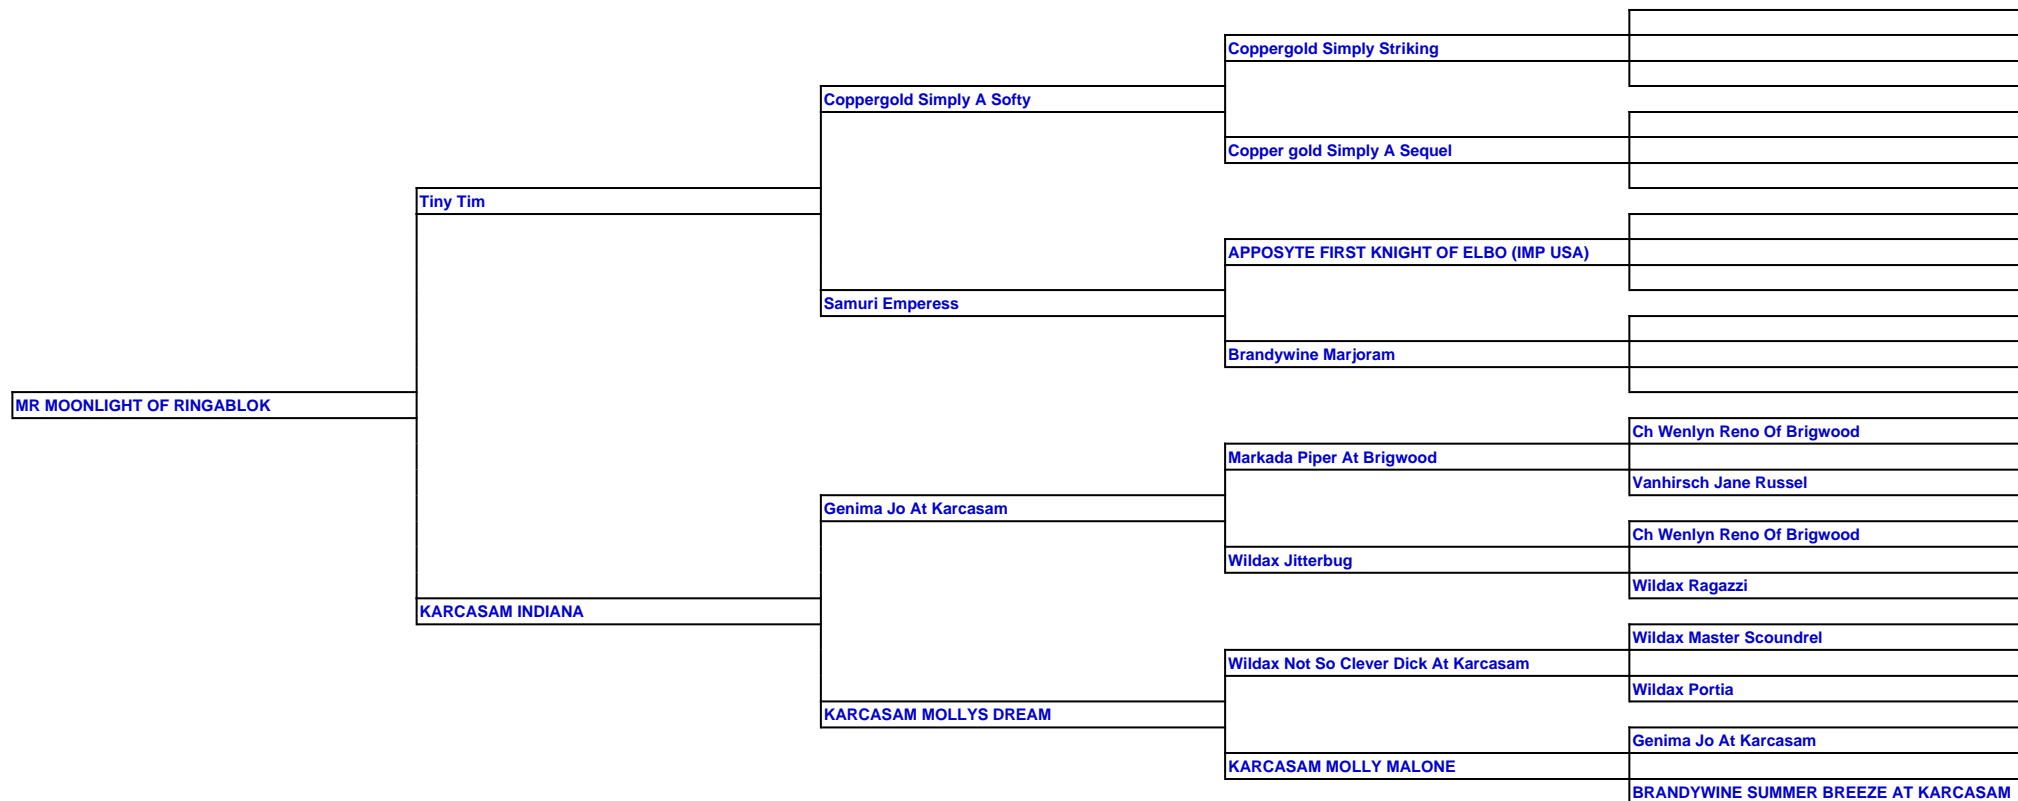 Coppergold Simply Striking
Coppergold Simply A Softy
Copper gold Simply A Sequel
Tiny Tim
APPOSYTE FIRST KNIGHT OF ELBO (IMP USA)
Samuri Emperess
Brandywine Marjoram
MR MOONLIGHT OF RINGABLOK
Ch Wenlyn Reno Of Brigwood
Markada Piper At Brigwood
Vanhirsch Jane Russel
Genima Jo At Karcasam
Ch Wenlyn Reno Of Brigwood
Wildax Jitterbug
Wildax Ragazzi
KARCASAM INDIANA
Wildax Master Scoundrel
Wildax Not So Clever Dick At Karcasam
Wildax Portia
KARCASAM MOLLYS DREAM
Genima Jo At Karcasam
KARCASAM MOLLY MALONE
BRANDYWINE SUMMER BREEZE AT KARCASAM